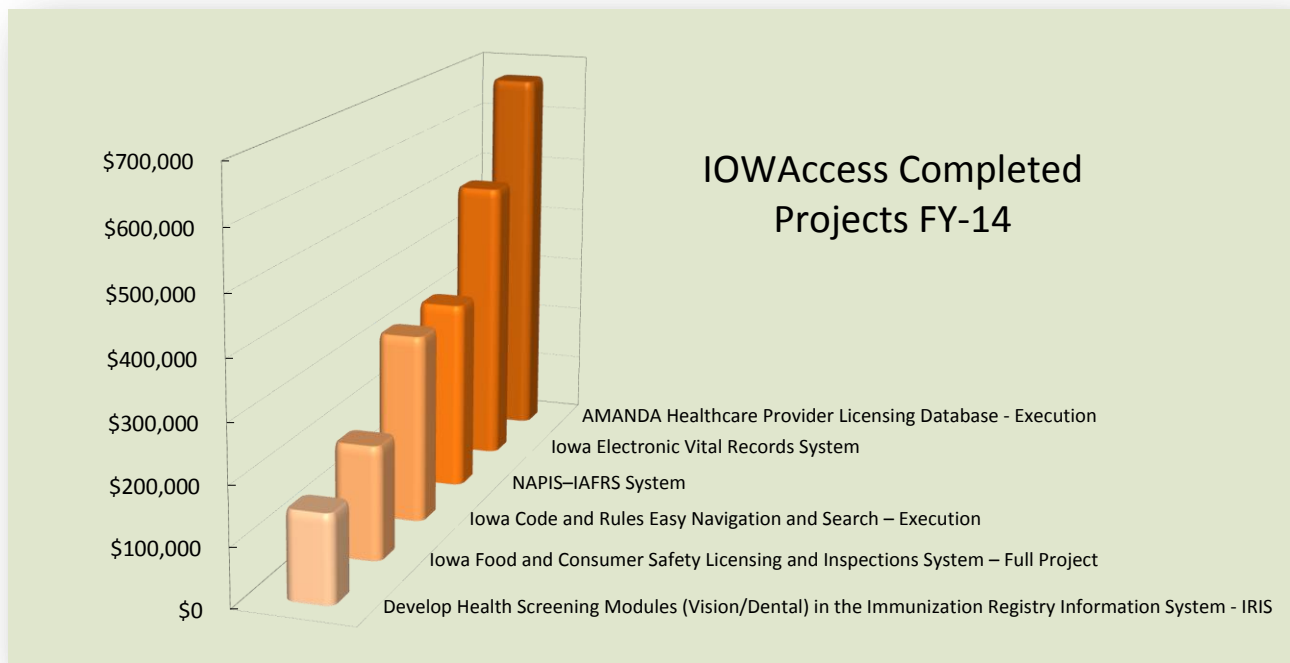 IOWAccess Completed
Projects FY-14
$700,000
$600,000
$500,000
$400,000
$300,000
$200,000
$100,000
$0
AMANDA Healthcare Provider Licensing Database - Execution
Iowa Electronic Vital Records System
NAPIS–IAFRS System
Iowa Code and Rules Easy Navigation and Search – Execution
Iowa Food and Consumer Safety Licensing and Inspections System – Full Project
Develop Health Screening Modules (Vision/Dental) in the Immunization Registry Information System - IRIS